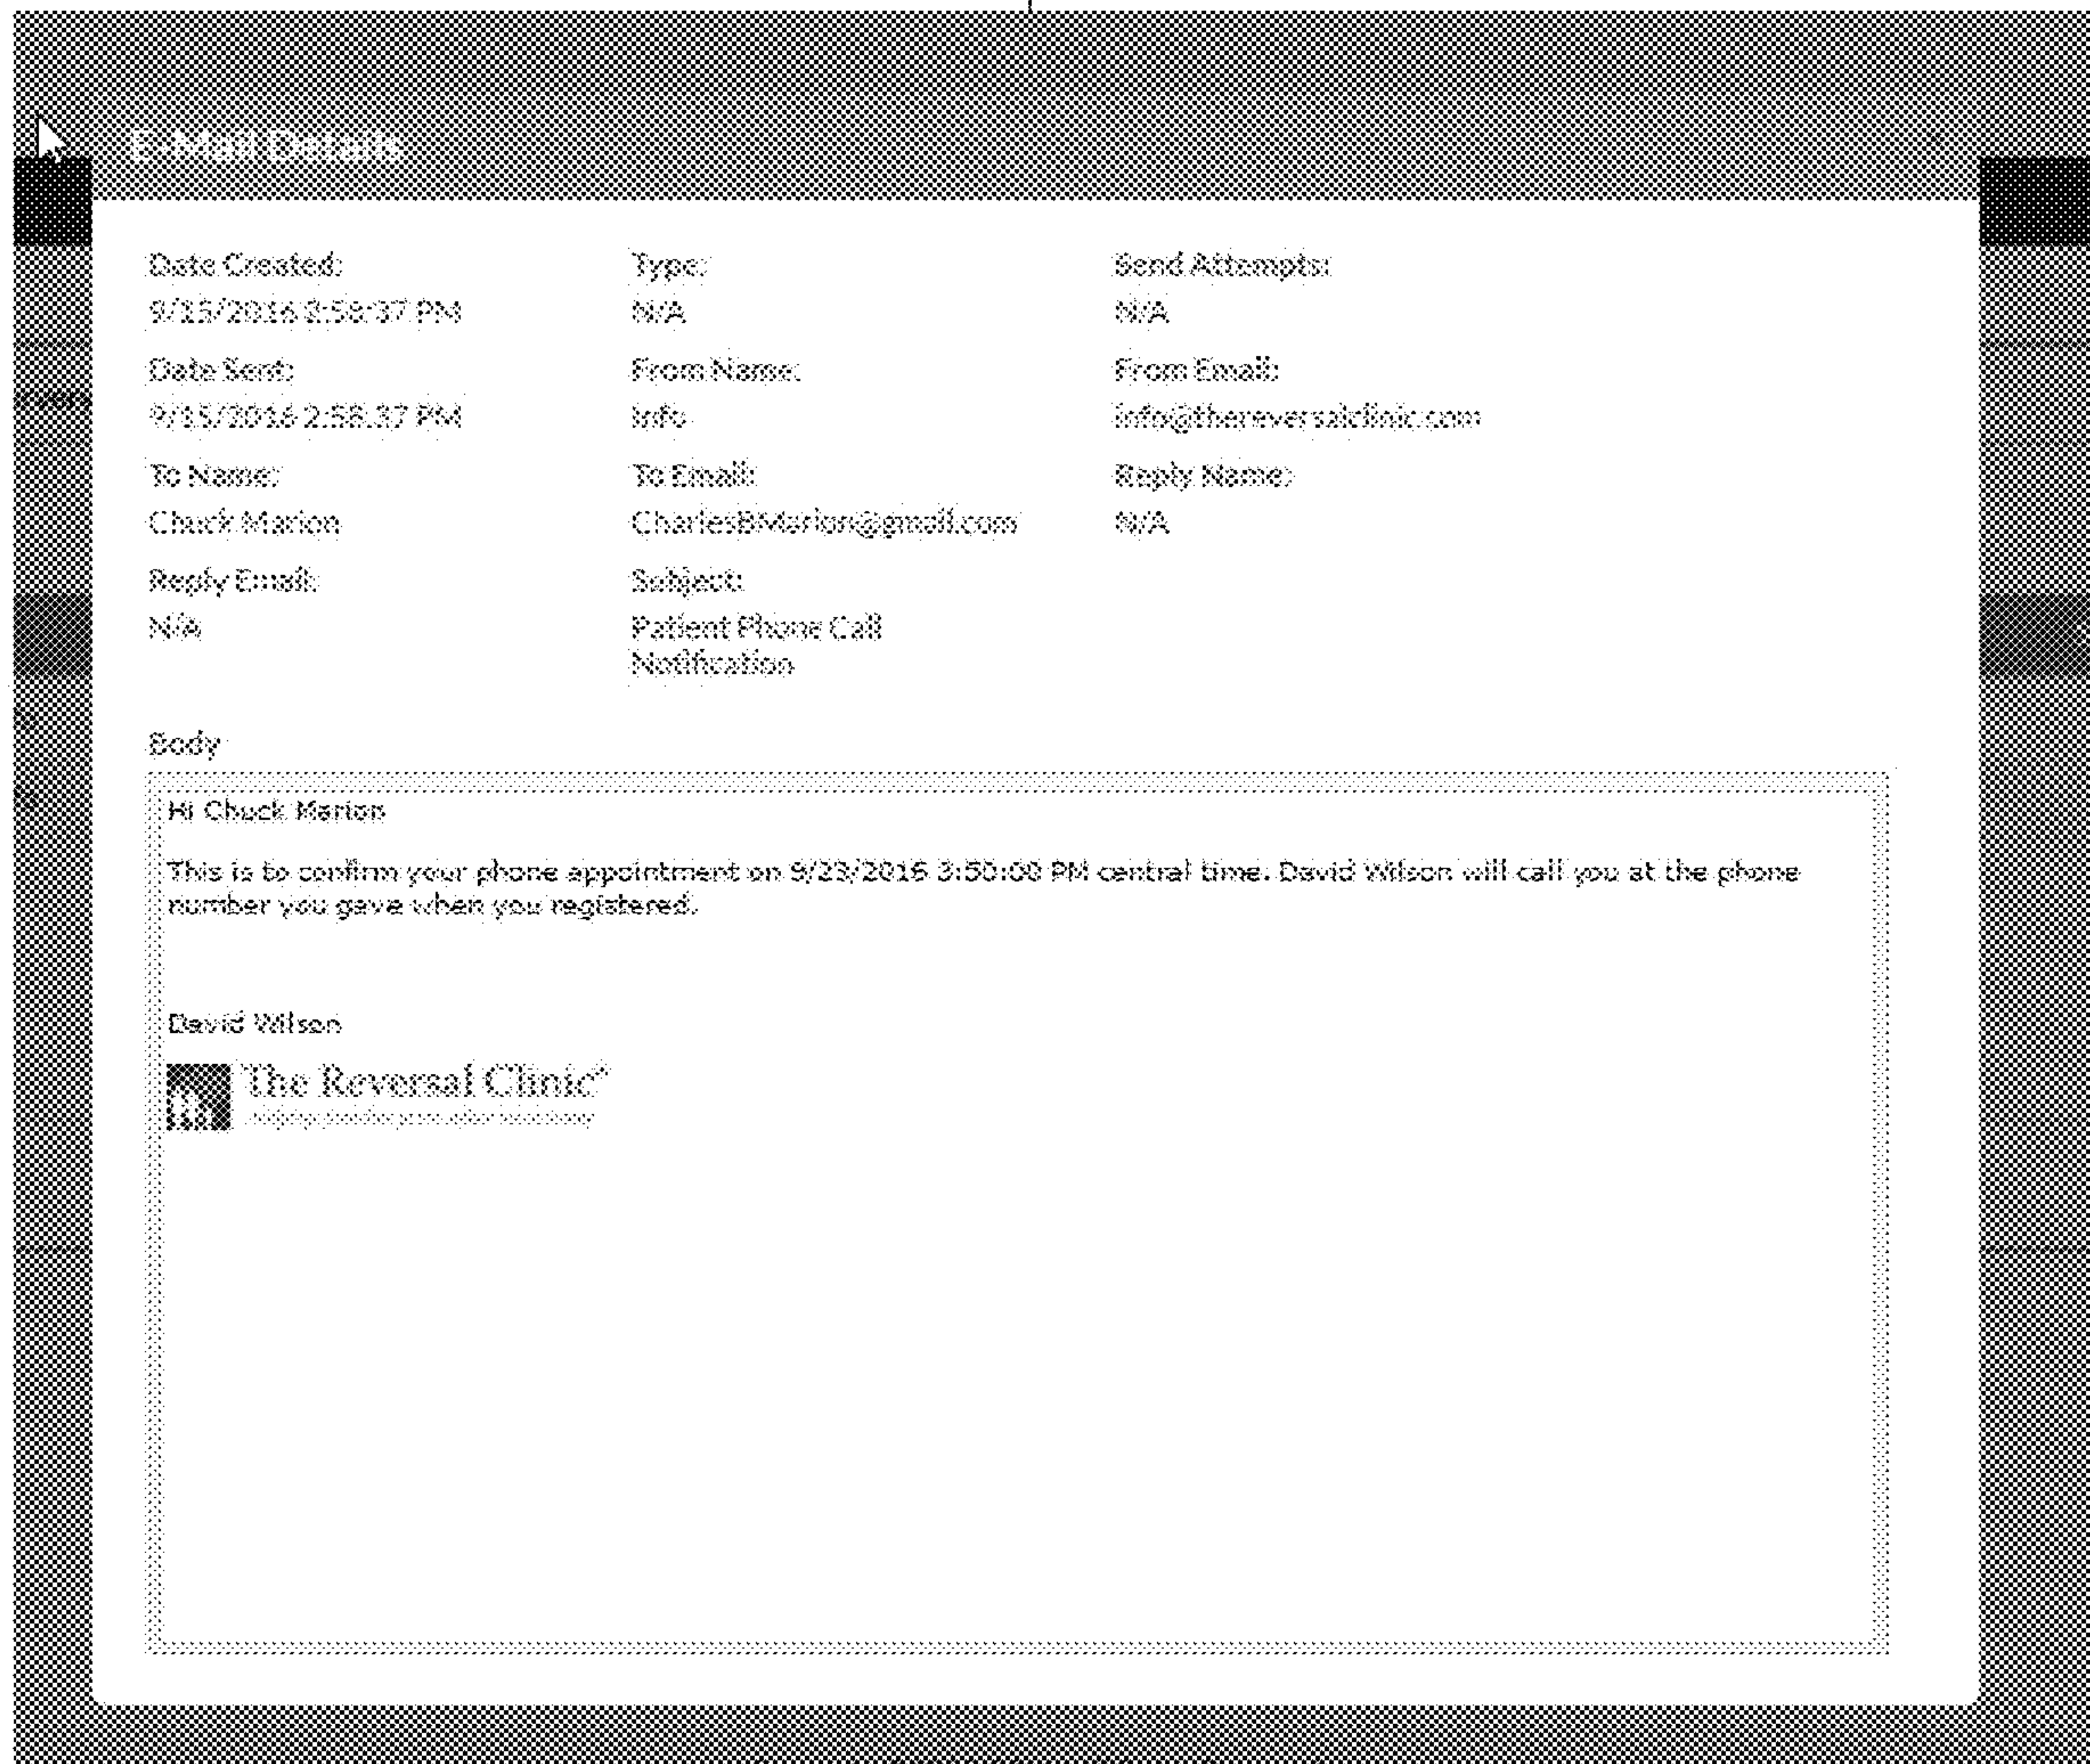 E-Mail Details
Date Created: Type: Send Attempts:
9/15/2016 2:58:37 PM N/A N/A
Date Sent: From Name: From Email:
9/15/2016 2:58:37 PM Info info@thereversalclinic.com
To Name: To Email: Reply Name:
Chuck Marion CharlesBMarion@gmail.com N/A
Reply Email: Subject:
N/A Patient Phone Call
Notification
Body
Hi Chuck Marion
This is to confirm your phone appointment on 9/23/2016 3:50:00 PM central time. David Wilson will call you at the phone
number you gave when you registered.
David Wilson
The Reversal Clinic